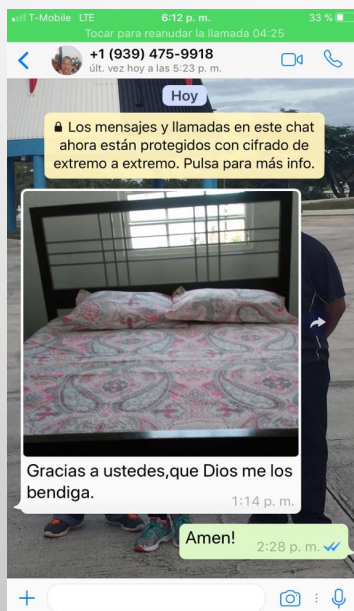 T-Mobile LTE 6:12 p. m. 33 %
Tocar para reanudar la llamada 04:25
+1 (939) 475-9918
últ. vez hoy a las 5:23 p. m.
Hoy
Los mensajes y llamadas en este chat
ahora están protegidos con cifrado de
extremo a extremo. Pulsa para más info.
Gracias a ustedes,que Dios me los
bendiga.
1:14 p. m.
Amen!
2:28 p. m.